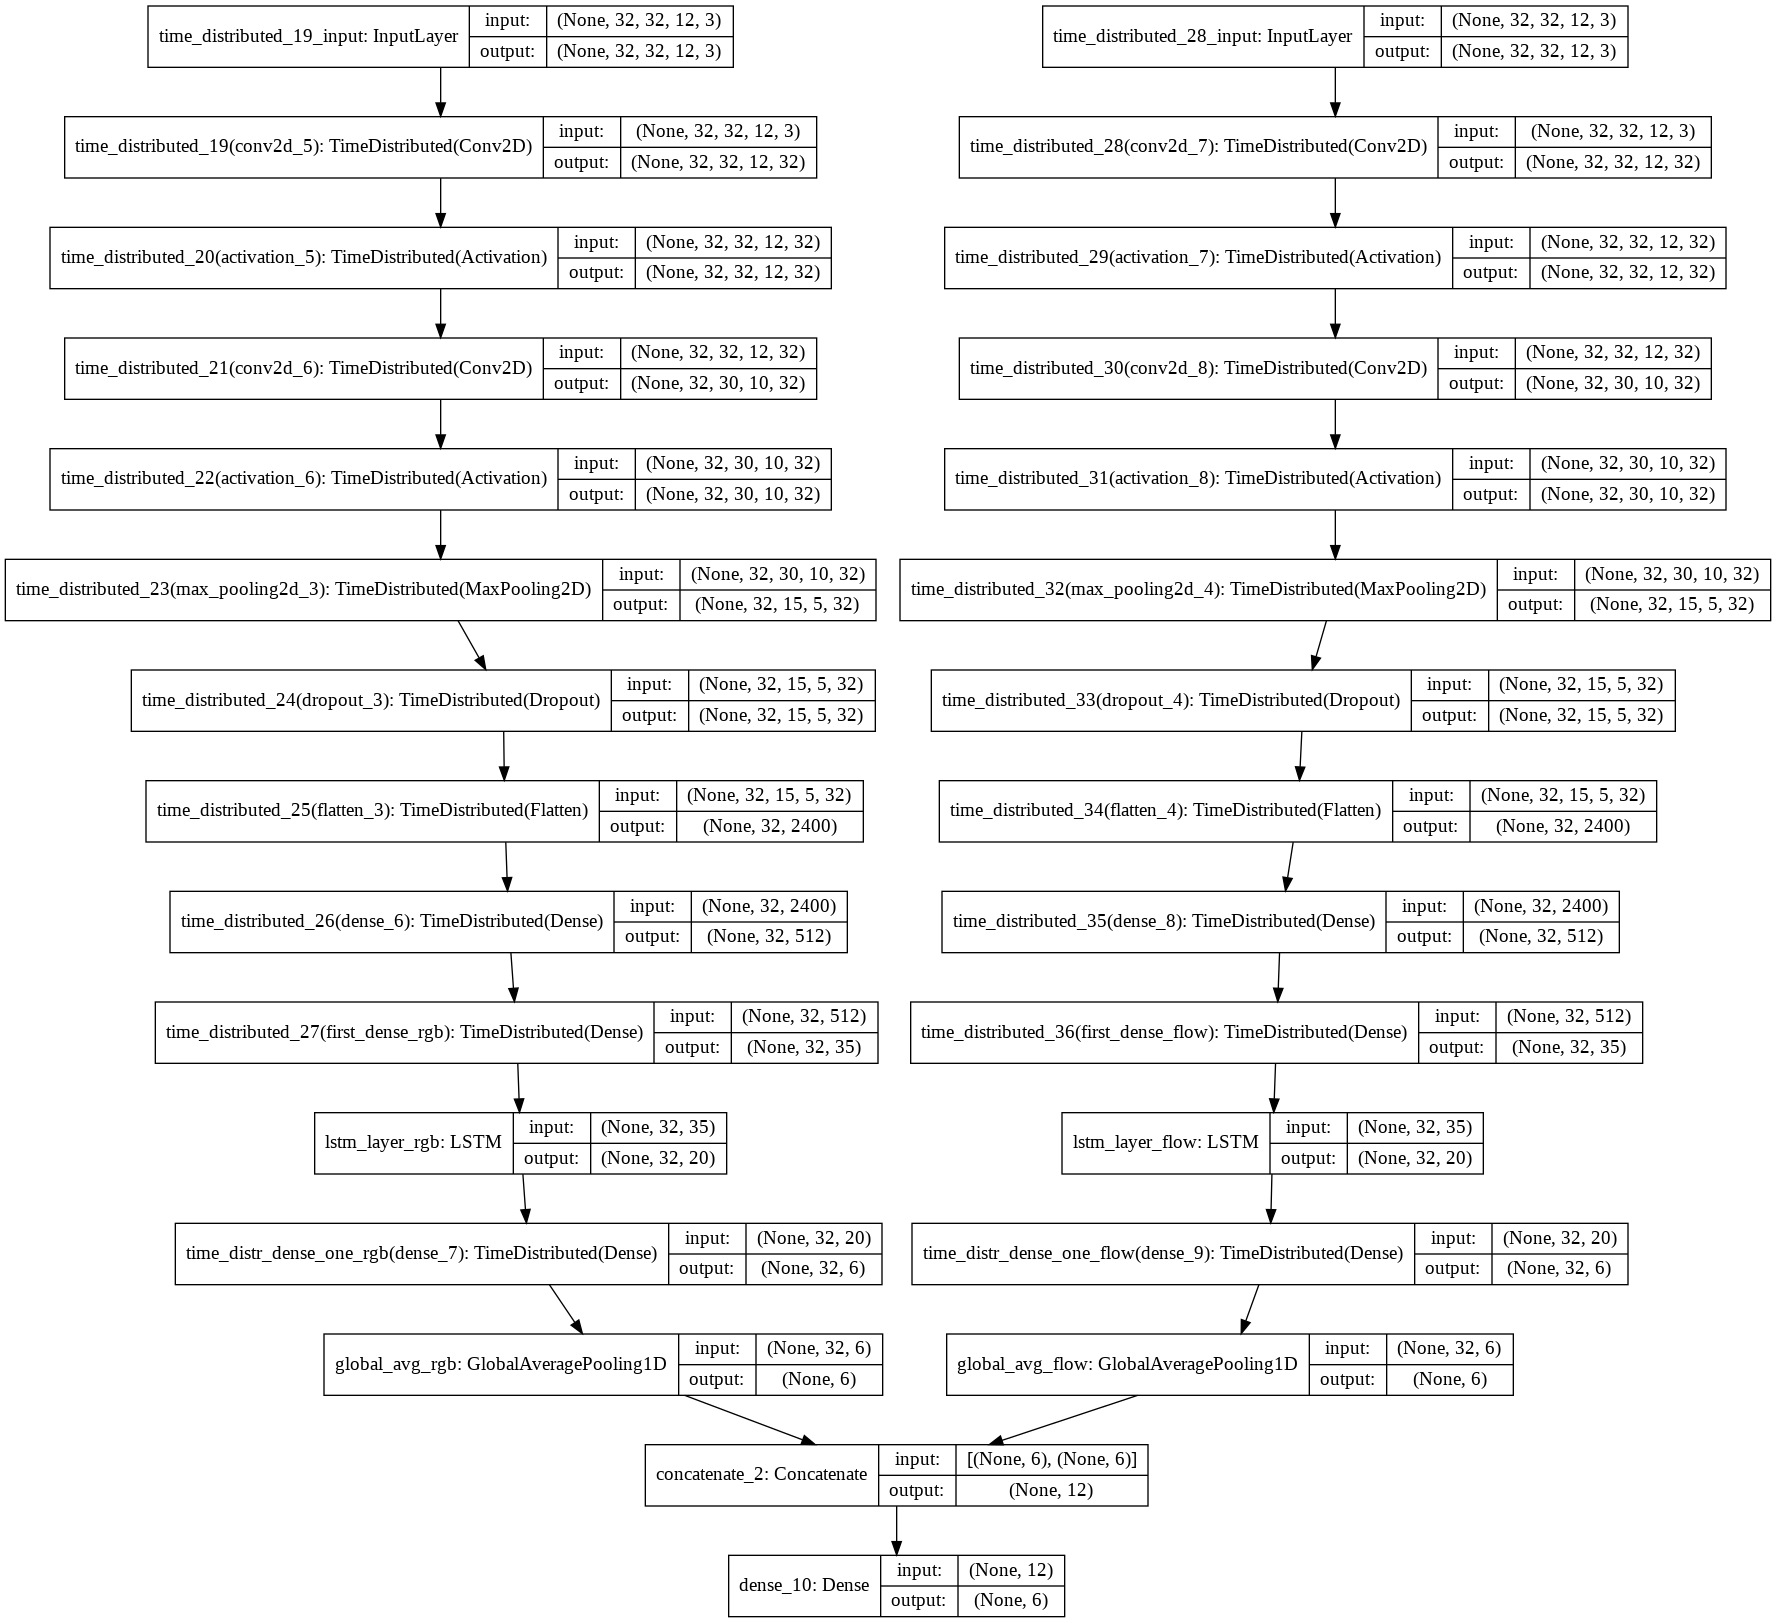 time_distributed_19_input: InputLayer
input: (None, 32, 32, 12, 3)
output: (None, 32, 32, 12, 3)
time_distributed_28_input: InputLayer
input: (None, 32, 32, 12, 3)
output: (None, 32, 32, 12, 3)
time_distributed_19(conv2d_5): TimeDistributed(Conv2D)
input: (None, 32, 32, 12, 3)
output: (None, 32, 32, 12, 32)
time_distributed_28(conv2d_7): TimeDistributed(Conv2D)
input: (None, 32, 32, 12, 3)
output: (None, 32, 32, 12, 32)
time_distributed_20(activation_5): TimeDistributed(Activation)
input: (None, 32, 32, 12, 32)
output: (None, 32, 32, 12, 32)
time_distributed_29(activation_7): TimeDistributed(Activation)
input: (None, 32, 32, 12, 32)
output: (None, 32, 32, 12, 32)
time_distributed_21(conv2d_6): TimeDistributed(Conv2D)
input: (None, 32, 32, 12, 32)
output: (None, 32, 30, 10, 32)
time_distributed_30(conv2d_8): TimeDistributed(Conv2D)
input: (None, 32, 32, 12, 32)
output: (None, 32, 30, 10, 32)
time_distributed_22(activation_6): TimeDistributed(Activation)
input: (None, 32, 30, 10, 32)
output: (None, 32, 30, 10, 32)
time_distributed_31(activation_8): TimeDistributed(Activation)
input: (None, 32, 30, 10, 32)
output: (None, 32, 30, 10, 32)
time_distributed_23(max_pooling2d_3): TimeDistributed(MaxPooling2D)
input: (None, 32, 30, 10, 32)
output: (None, 32, 15, 5, 32)
time_distributed_32(max_pooling2d_4): TimeDistributed(MaxPooling2D)
input: (None, 32, 30, 10, 32)
output: (None, 32, 15, 5, 32)
time_distributed_24(dropout_3): TimeDistributed(Dropout)
input: (None, 32, 15, 5, 32)
output: (None, 32, 15, 5, 32)
time_distributed_33(dropout_4): TimeDistributed(Dropout)
input: (None, 32, 15, 5, 32)
output: (None, 32, 15, 5, 32)
time_distributed_25(flatten_3): TimeDistributed(Flatten)
input: (None, 32, 15, 5, 32)
output: (None, 32, 2400)
time_distributed_34(flatten_4): TimeDistributed(Flatten)
input: (None, 32, 15, 5, 32)
output: (None, 32, 2400)
time_distributed_26(dense_6): TimeDistributed(Dense)
input: (None, 32, 2400)
output: (None, 32, 512)
time_distributed_35(dense_8): TimeDistributed(Dense)
input: (None, 32, 2400)
output: (None, 32, 512)
time_distributed_27(first_dense_rgb): TimeDistributed(Dense)
input: (None, 32, 512)
output: (None, 32, 35)
time_distributed_36(first_dense_flow): TimeDistributed(Dense)
input: (None, 32, 512)
output: (None, 32, 35)
lstm_layer_rgb: LSTM
input: (None, 32, 35)
output: (None, 32, 20)
lstm_layer_flow: LSTM
input: (None, 32, 35)
output: (None, 32, 20)
time_distr_dense_one_rgb(dense_7): TimeDistributed(Dense)
input: (None, 32, 20)
output: (None, 32, 6)
time_distr_dense_one_flow(dense_9): TimeDistributed(Dense)
input: (None, 32, 20)
output: (None, 32, 6)
global_avg_rgb: GlobalAveragePooling1D
input: (None, 32, 6)
output: (None, 6)
global_avg_flow: GlobalAveragePooling1D
input: (None, 32, 6)
output: (None, 6)
concatenate_2: Concatenate
input: [(None, 6), (None, 6)]
output: (None, 12)
dense_10: Dense
input: (None, 12)
output: (None, 6)